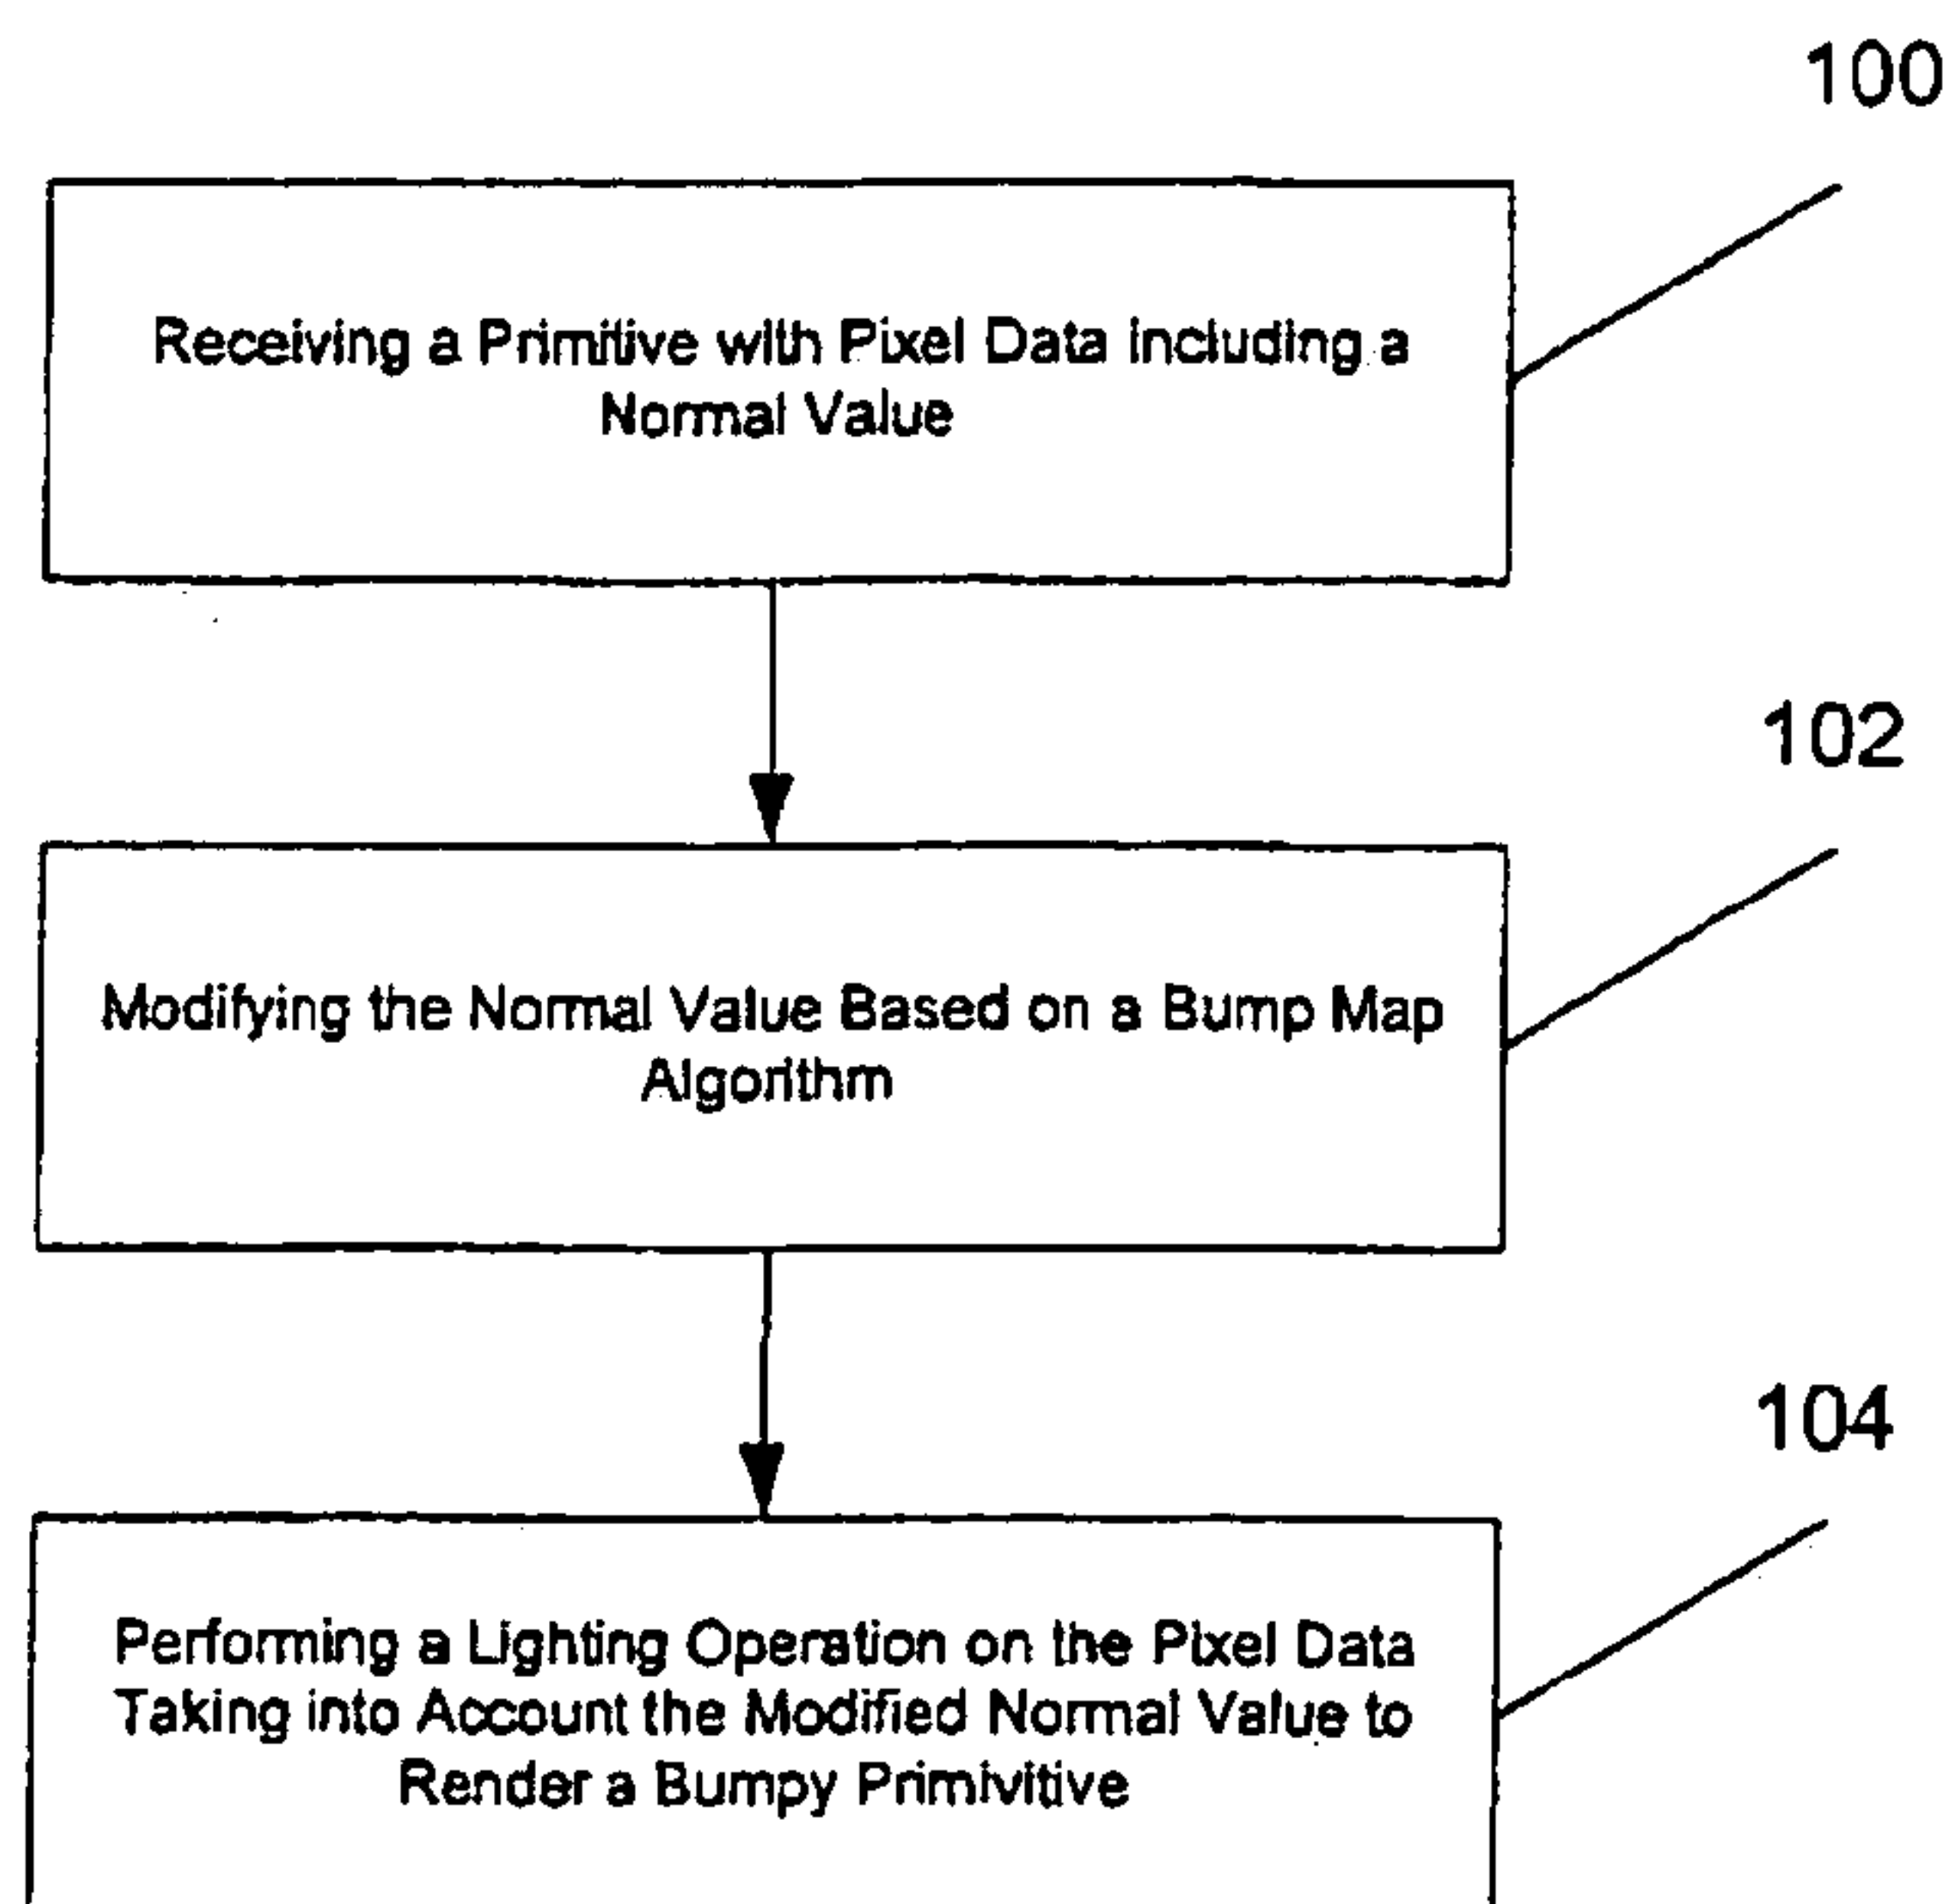 100
Receiving a Primitive with Pixel Data including a
Normal Value
102
Modifying the Normal Value Based on a Bump Map
Algorithm
104
Performing a Lighting Operation on the Pixel Data
Taking into Account the Modified Normal Value to
Render a Bumpy Primivitive